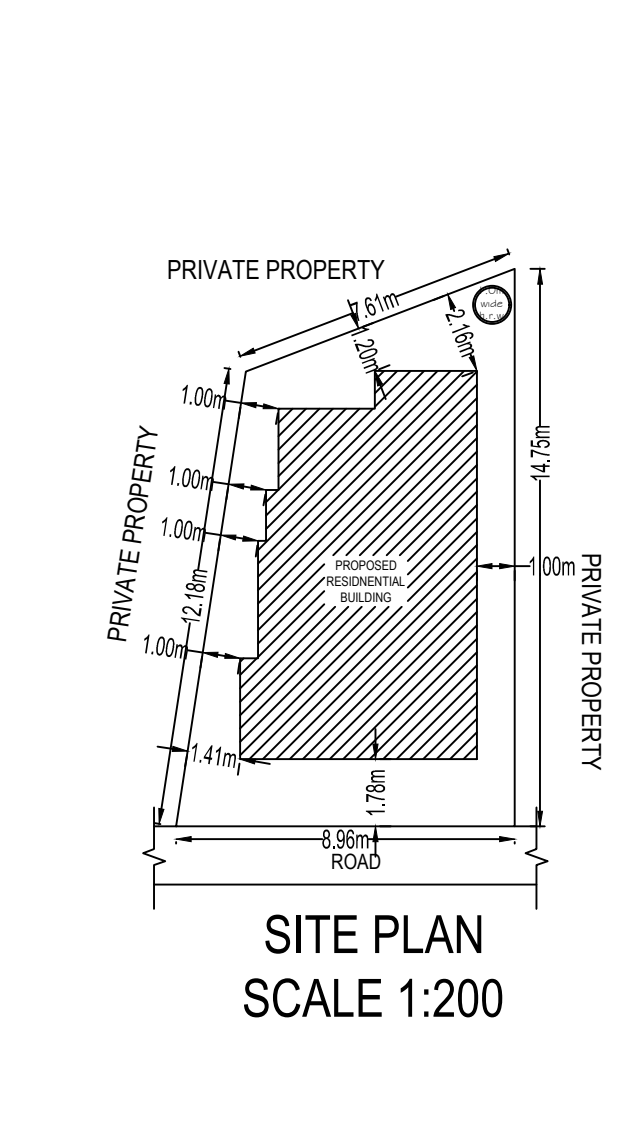 PRIVATE PROPERTY
7.61m
wide
h.r.w
1.20m
2.16m
1.00m
14.75m
1.00m
1.00m
PRIVATE PROPERTY
12.18m
PROPOSED
RESIDNENTIAL
BUILDING
1.00m
PRIVATE PROPERTY
1.00m
1.41m
1.78m
8.96m
ROAD
SITE PLAN
SCALE 1:200